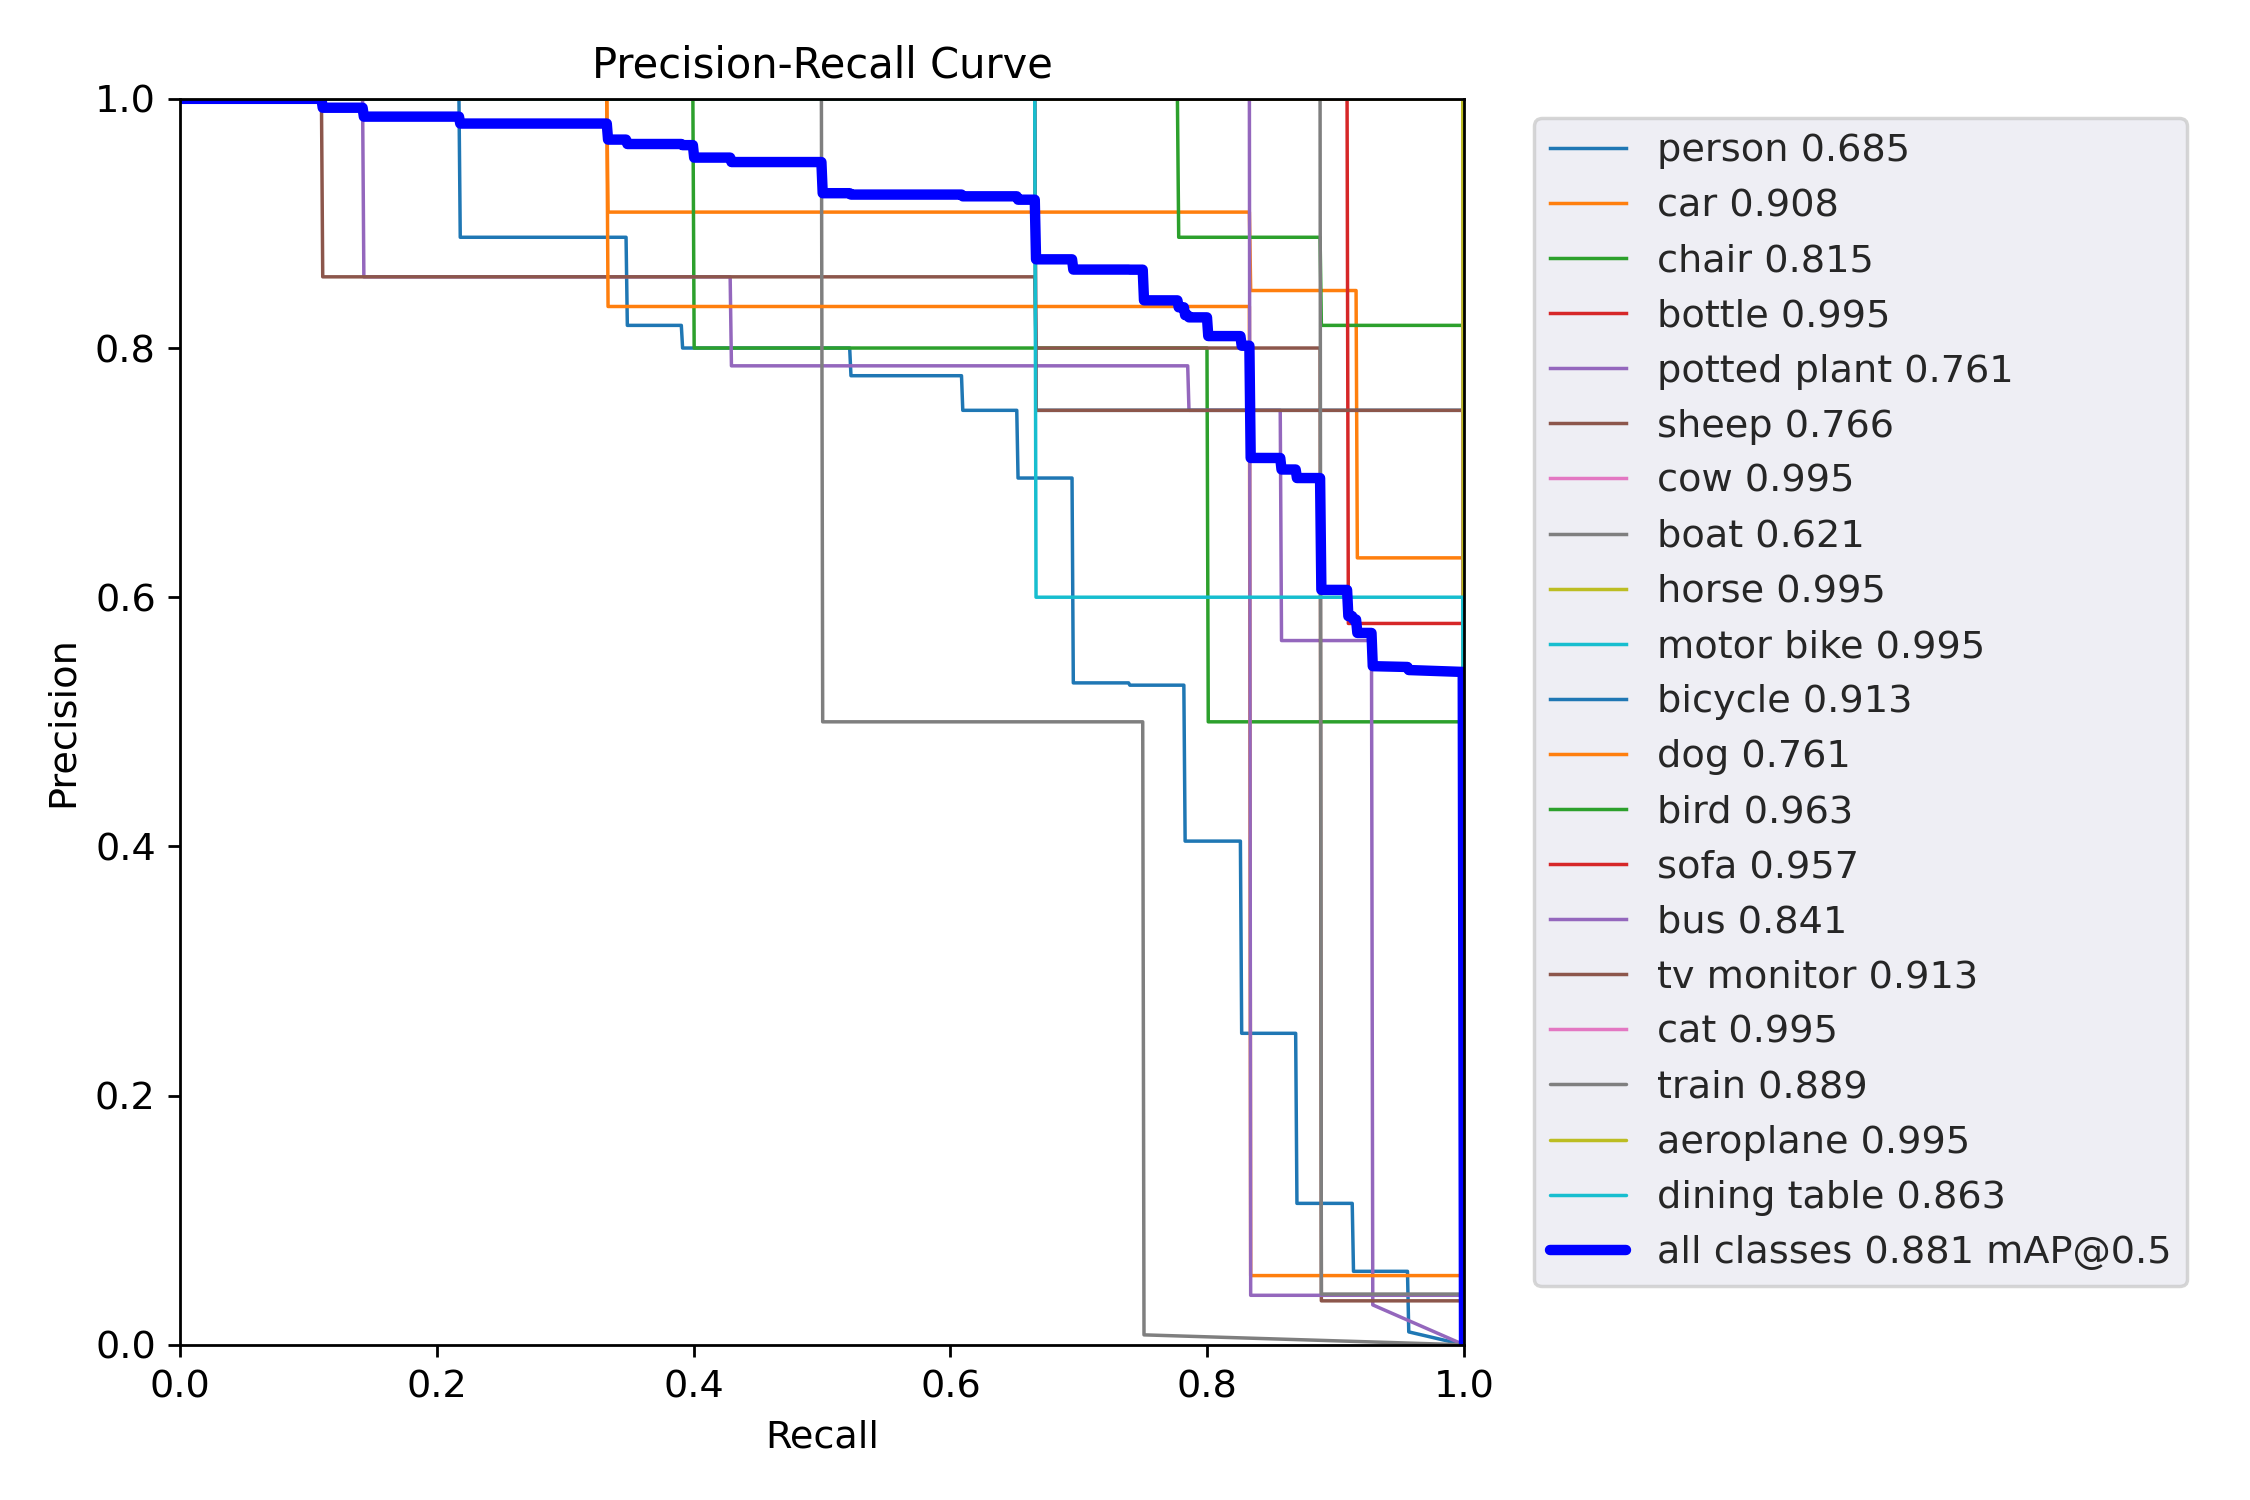 Precision-Recall Curve
1.0
0.8
0.6
0.4
0.2
0.0
Precision
0.0 0.2 0.4 0.6 0.8 1.0
Recall
person 0.685
car 0.908
chair 0.815
bottle 0.995
potted plant 0.761
sheep 0.766
cow 0.995
boat 0.621
horse 0.995
motor bike 0.995
bicycle 0.913
dog 0.761
bird 0.963
sofa 0.957
bus 0.841
tv monitor 0.913
cat 0.995
train 0.889
aeroplane 0.995
dining table 0.863
all classes 0.881 mAP@0.5